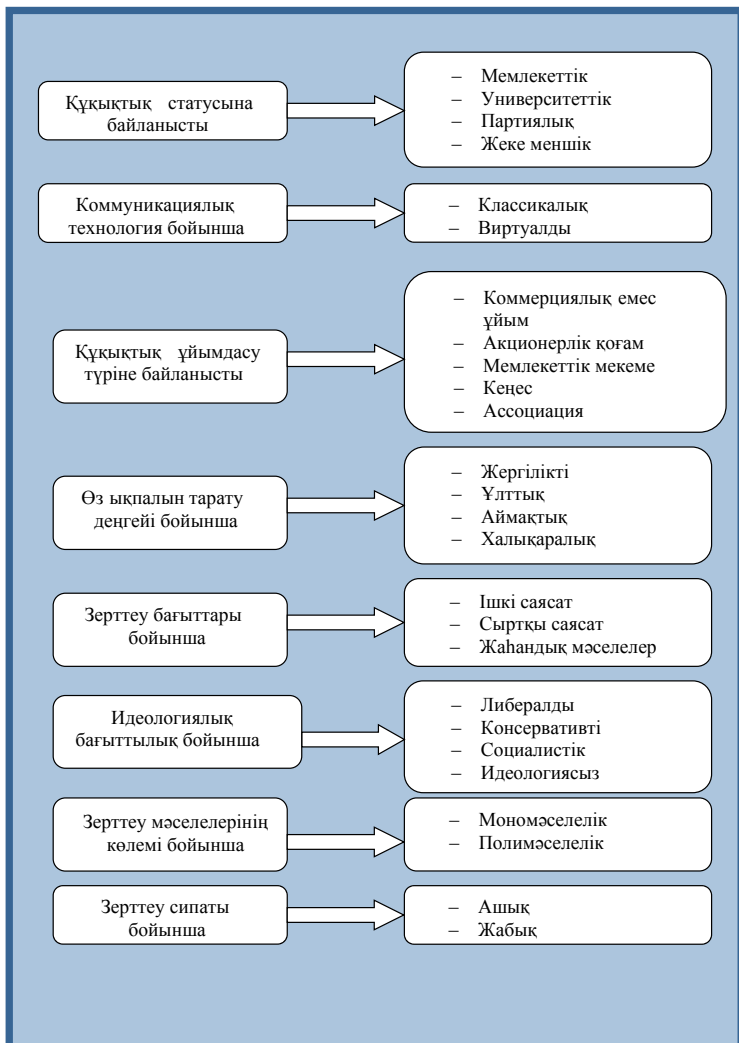 Құқықтық статусына
байланысты
– Мемлекеттік
– Университеттік
– Партиялық
– Жеке меншік
Коммуникациялық
технология бойынша
– Классикалық
– Виртуалды
Құқықтық ұйымдасу
түріне байланысты
– Коммерциялық емес
ұйым
– Акционерлік қоғам
– Мемлекеттік мекеме
– Кеңес
– Ассоциация
Өз ықпалын тарату
деңгейі бойынша
– Жергілікті
– Ұлттық
– Аймақтық
– Халықаралық
Зерттеу бағыттары
бойынша
– Ішкі саясат
– Сыртқы саясат
– Жаһандық мәселелер
Идеологиялық
бағыттылық бойынша
– Либералды
– Консервативті
– Социалистік
– Идеологиясыз
Зерттеу мәселелерінің
көлемі бойынша
– Мономәселелік
– Полимәселелік
Зерттеу сипаты
бойынша
– Ашық
– Жабық